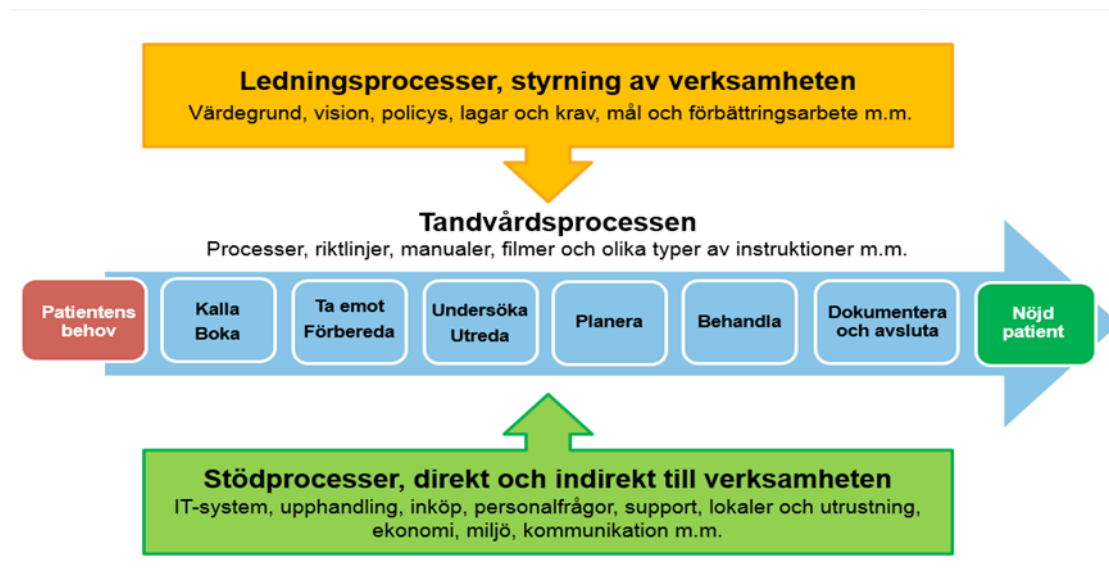 Ledningsprocesser, styrning av verksamheten
Värdegrund, vision, policys, lagar och krav, mål och förbättringsarbete m.m.
Tandvårdsprocessen
Processer, riktlinjer, manualer, filmer och olika typer av instruktioner m.m.
Patientens
behov
Kalla
Boka
Ta emot
Förbereda
Undersöka
Utreda
Planera
Behandla
Dokumentera
och avsluta
Nöjd
patient
Stödprocesser, direkt och indirekt till verksamheten
IT-system, upphandling, inköp, personalfrågor, support, lokaler och utrustning,
ekonomi, miljö, kommunikation m.m.